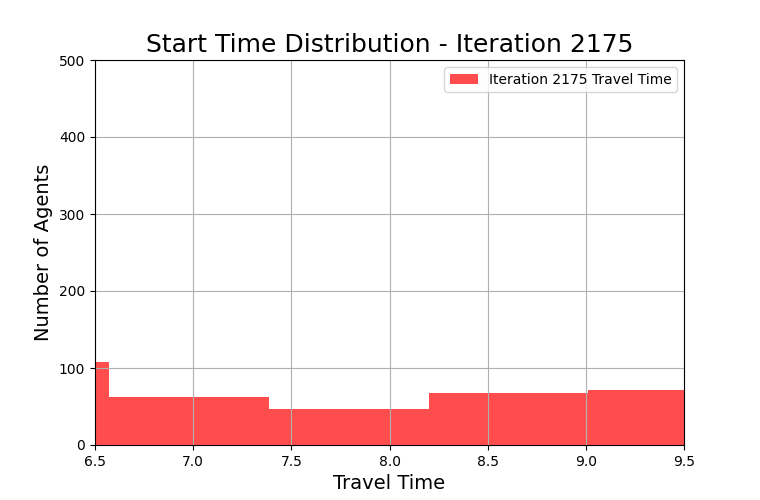 Start Time Distribution - Iteration 2175
Iteration 2175 Travel Time
Number of Agents
500
400
300
200
100
0
6.5 7.0 7.5 8.0 8.5 9.0 9.5
Travel Time